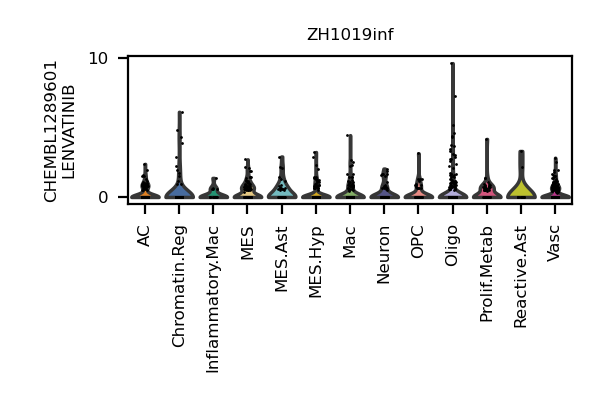 ZH1019inf
CHEMBL1289601
LENVATINIB
10
0
AC
Chromatin.Reg
Inflammatory.Mac
MES
MES.Ast
MES.Hyp
Mac
Neuron
OPC
Oligo
Prolif.Metab
Reactive.Ast
Vasc